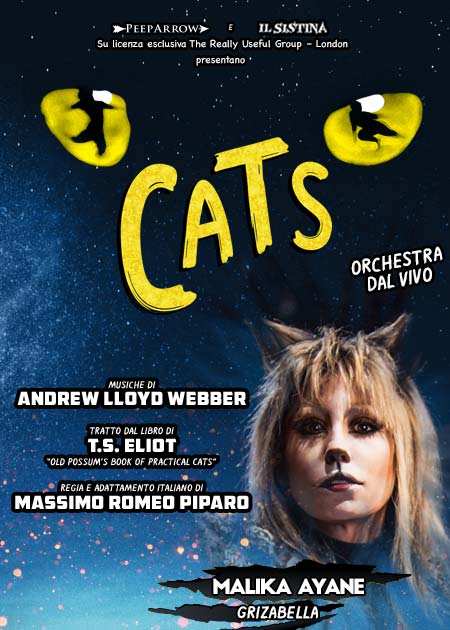 PEEPARROW E IL SISTINA
Su licenza esclusiva The Really Useful Group – London
presentano
CATS
ORCHESTRA
DAL VIVO
MUSICHE DI
ANDREW LLOYD WEBBER
TRATTO DAL LIBRO DI
T.S. ELIOT
"OLD POSSUM'S BOOK OF PRACTICAL CATS"
REGIA E ADATTAMENTO ITALIANO DI
MASSIMO ROMEO PIPARO
MALIKA AYANE
GRIZABELLA